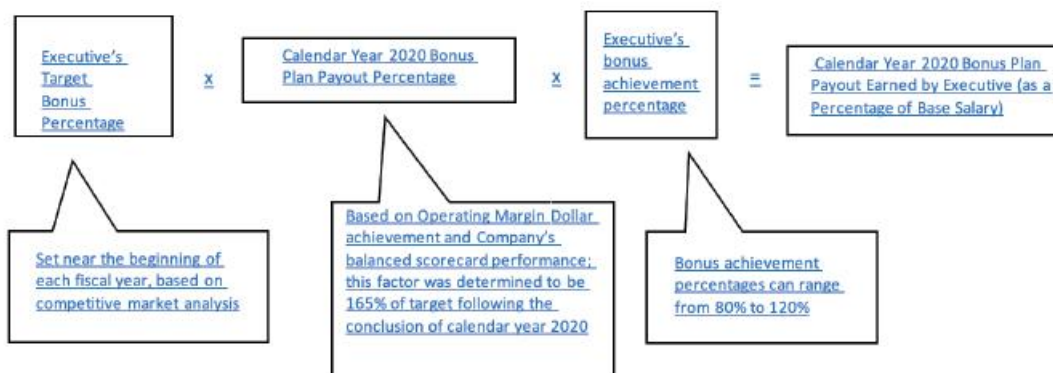 Executive's
Target
Bonus
Percentage
x
Calendar Year 2020 Bonus
Plan Payout Percentage
x
Executive's
bonus
achievement
percentage
=
Calendar Year 2020 Bonus Plan
Payout Earned by Executive (as a
Percentage of Base Salary)
Set near the beginning of
each fiscal year, based on
competitive market analysis
Based on Operating Margin Dollar
achievement and Company's
balanced scorecard performance;
this factor was determined to be
165% of target following the
conclusion of calendar year 2020
Bonus achievement
percentages can range
from 80% to 120%